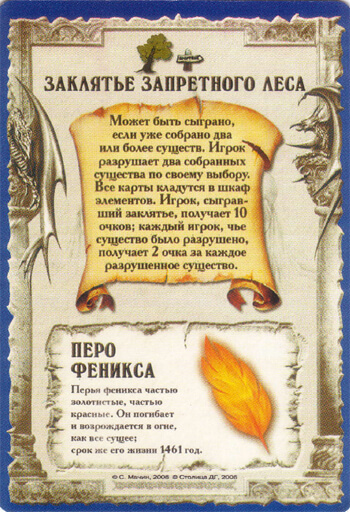 ЗАКЛЯТЬЕ ЗАПРЕТНОГО ЛЕСА
Может быть сыграно,
если уже собрано два
или более существ. Игрок
разрушает два собранных
существа по своему выбору.
Все карты кладутся в шкаф
элементов. Игрок, сыграв-
ший заклятье, получает 10
очков; каждый игрок, чье
существо было разрушено,
получает 2 очка за каждое
разрушенное существо.
ПЕРО
ФЕНИКСА
Перья феникса частью
золотистые, частью
красные. Он погибает
и возрождается в огне,
как все сущее;
срок же его жизни 1461 год.
© С. Мачин, 2006 © Столица ДГ, 2006